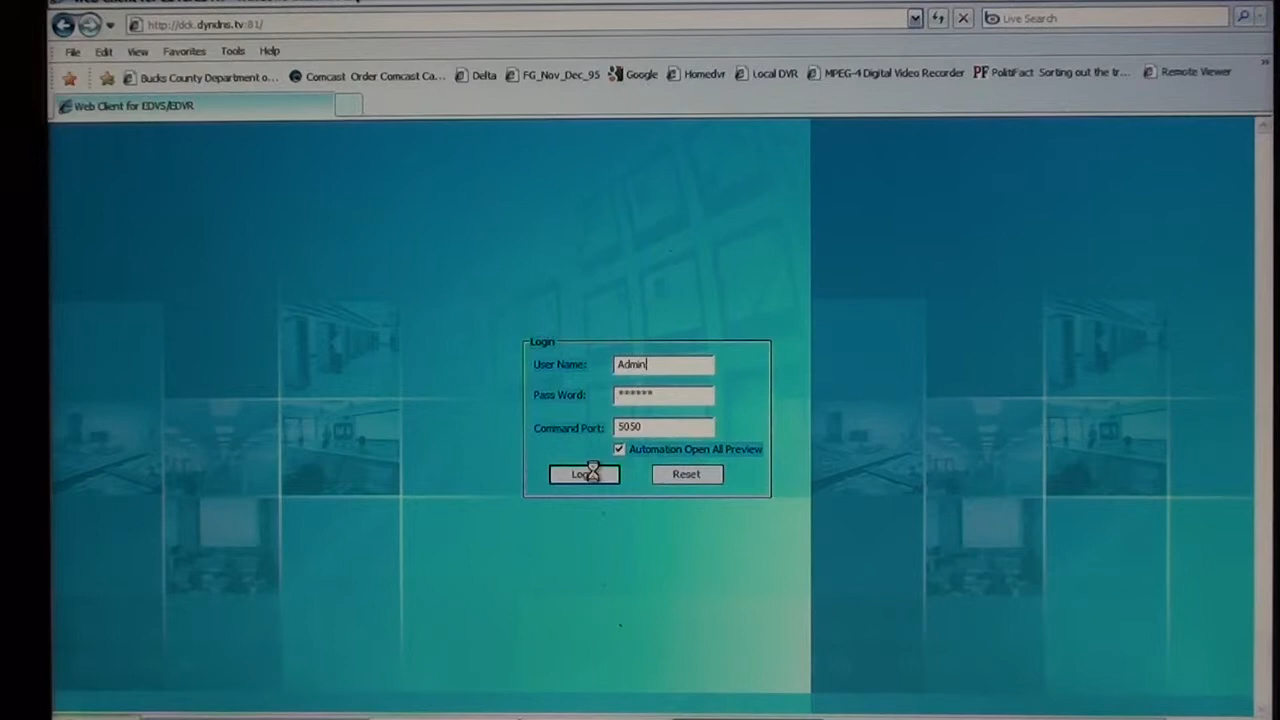 http://dck.dyndns.tv:81/
Live Search
File Edit View Favorites Tools Help
Bucks County Department o... Comcast Order Comcast Ca... Delta FG_Nov_Dec_95 Google Homedvr Local DVR MPEG-4 Digital Video Recorder PF PolitiFact Sorting out the tr... Remote Viewer
Web Client for EDVS/EDVR
Login
User Name: Admin
Pass Word: ******
Command Port: 5050
Automation Open All Preview
Reset